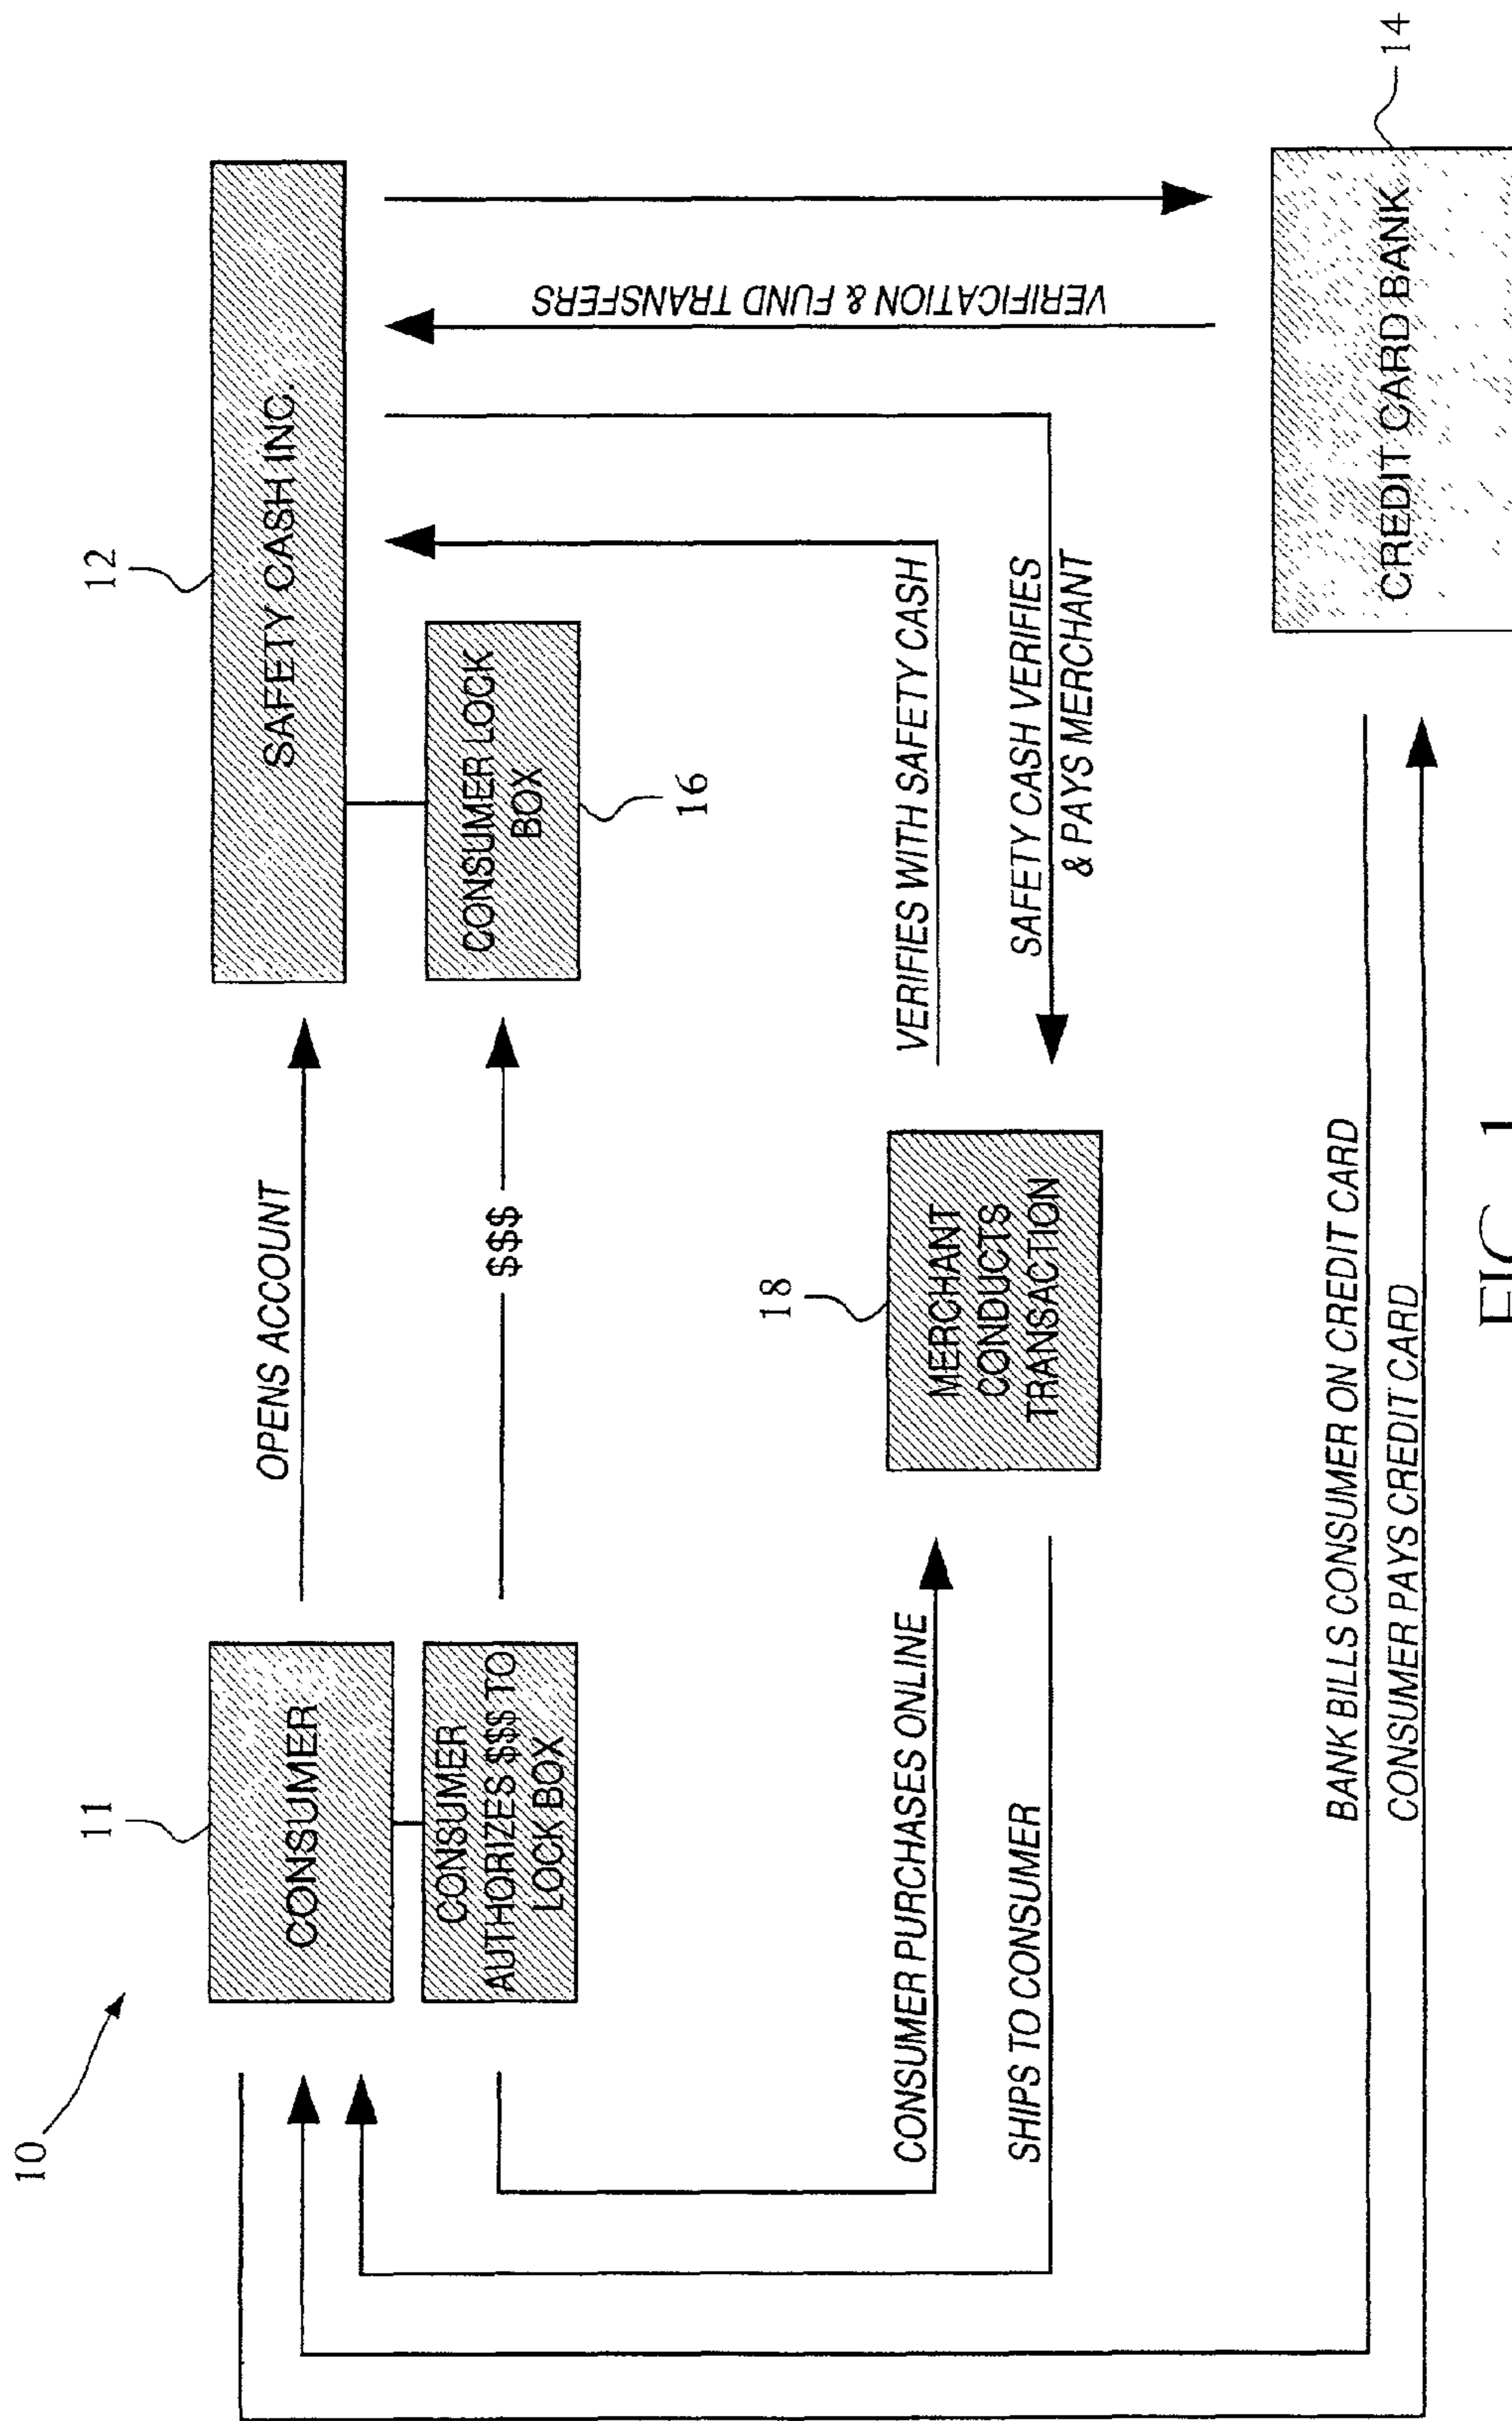 10
11
CONSUMER
CONSUMER
AUTHORIZES $$$ TO
LOCK BOX
OPENS ACCOUNT
$$$
12
SAFETY CASH INC.
CONSUMER LOCK
BOX
16
VERIFICATION & FUND TRANSFERS
CONSUMER PURCHASES ONLINE
SHIPS TO CONSUMER
18
MERCHANT
CONDUCTS
TRANSACTION
VERIFIES WITH SAFETY CASH
SAFETY CASH VERIFIES
& PAYS MERCHANT
BANK BILLS CONSUMER ON CREDIT CARD
CONSUMER PAYS CREDIT CARD
CREDIT CARD BANK
14
FIG. 1